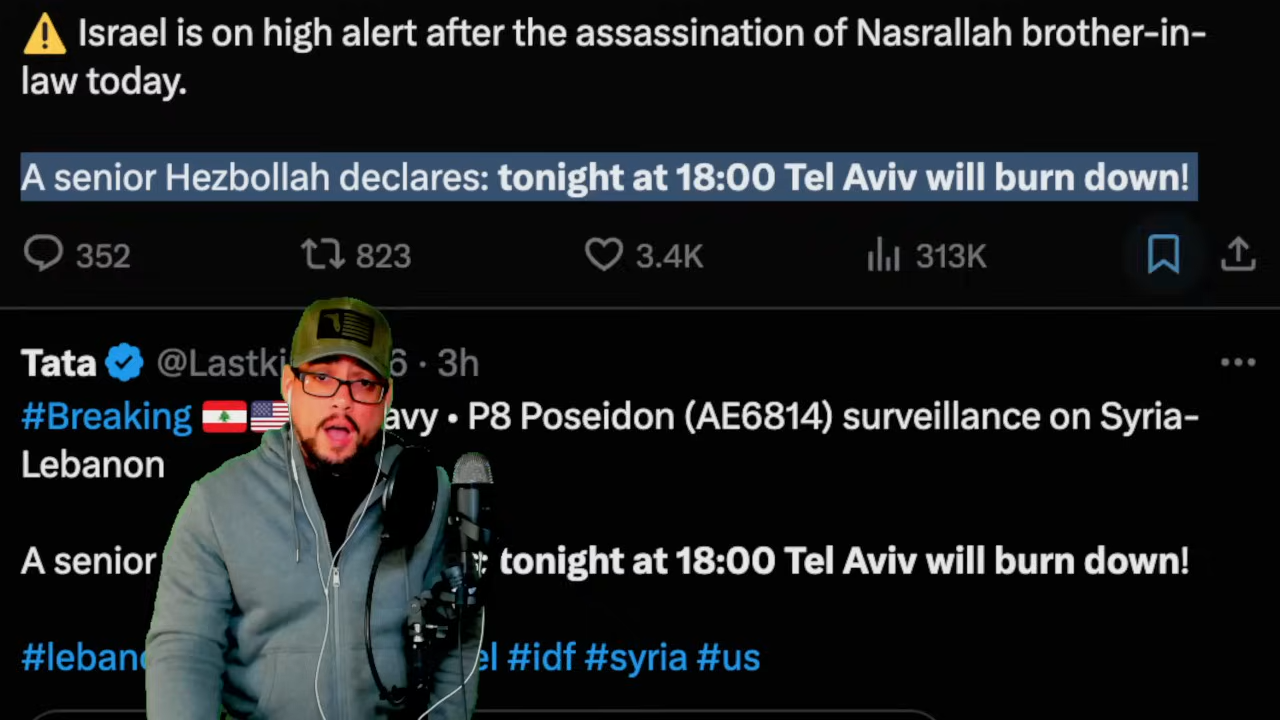 ⚠️ Israel is on high alert after the assassination of Nasrallah brother-in-
law today.
A senior Hezbollah declares: tonight at 18:00 Tel Aviv will burn down!
352 823 3.4K 313K
Tata @Lastki 6 · 3h
#Breaking 🇱🇧🇺🇸 avy • P8 Poseidon (AE6814) surveillance on Syria-
Lebanon
A senior : tonight at 18:00 Tel Aviv will burn down!
#leban el #idf #syria #us